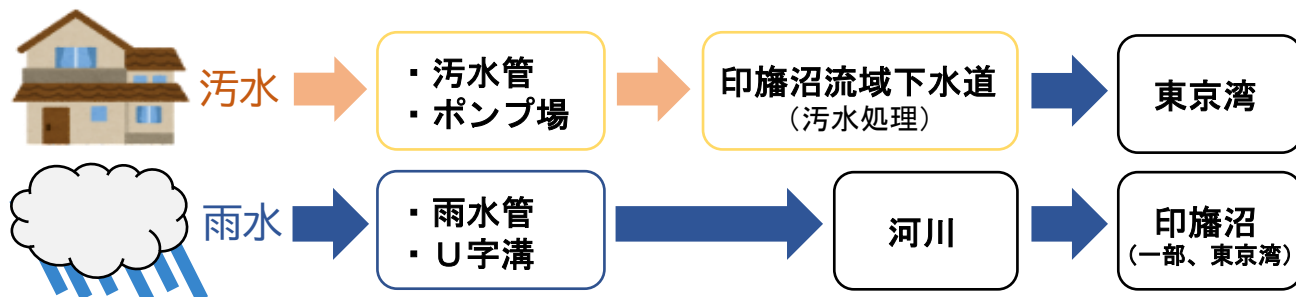 汚水
・汚水管
・ポンプ場
印旛沼流域下水道
（汚水処理）
東京湾
雨水
・雨水管
・Ｕ字溝
河川
印旛沼
（一部、東京湾）